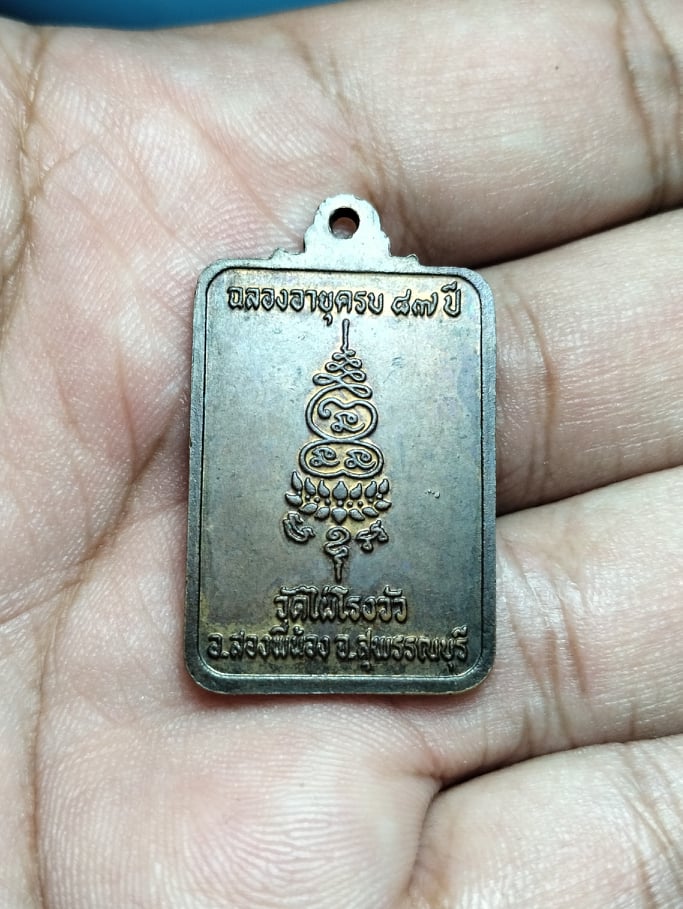 ฉลองอายุครบ ๘๗ ปี
วัดไผ่โรงวัว
อ.สองพี่น้อง จ.สุพรรณบุรี